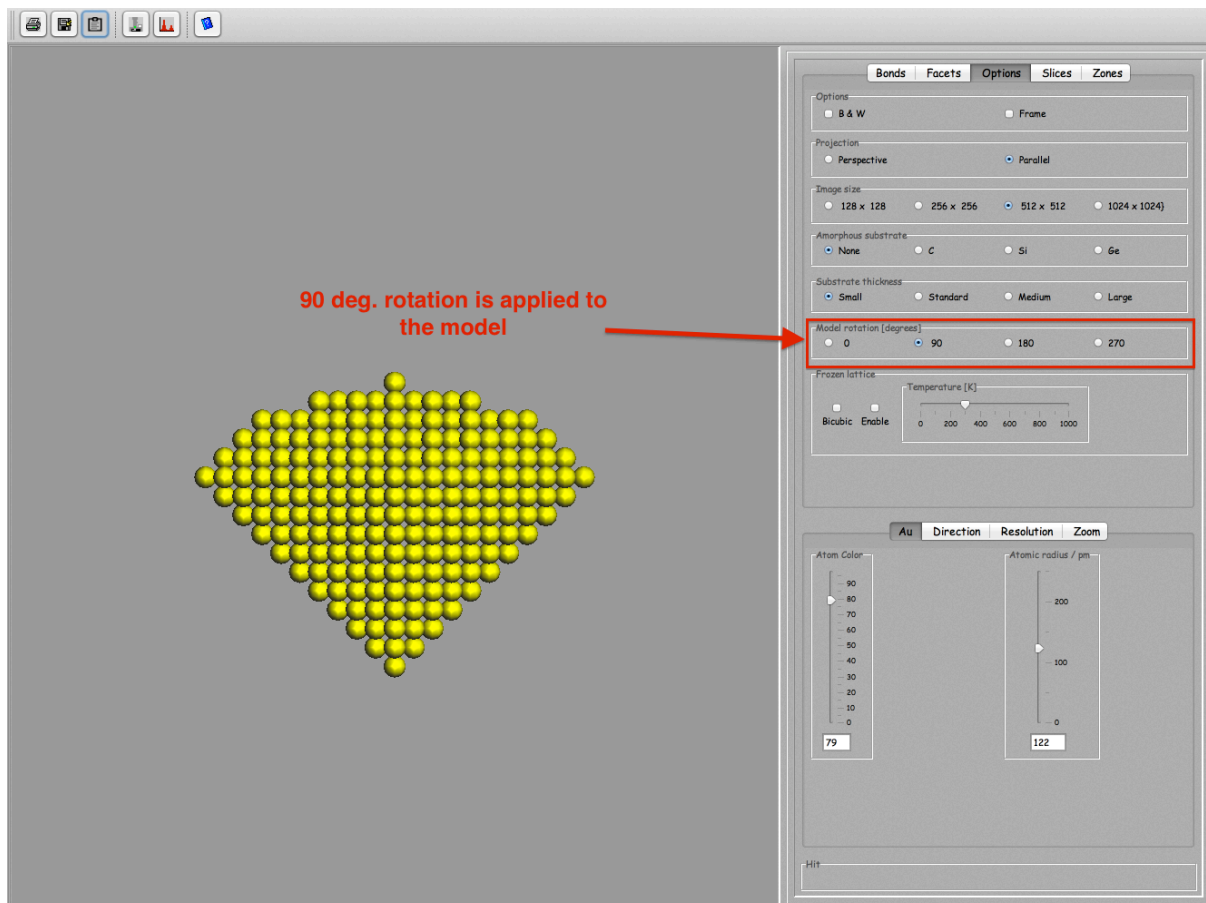 Bonds Facets Options Slices Zones
Options
B & W Frame
Projection
Perspective Parallel
Image size
128 x 128 256 x 256 512 x 512 1024 x 1024}
Amorphous substrate
None C Si Ge
Substrate thickness
Small Standard Medium Large
90 deg. rotation is applied to
the model
Model rotation [degrees]
0 90 180 270
Frozen lattice
Temperature [K]
Bicubic Enable
0 200 400 600 800 1000
Au Direction Resolution Zoom
Atom Color
90
80
70
60
50
40
30
20
10
0
79
Atomic radius / pm
200
100
0
122
Hit